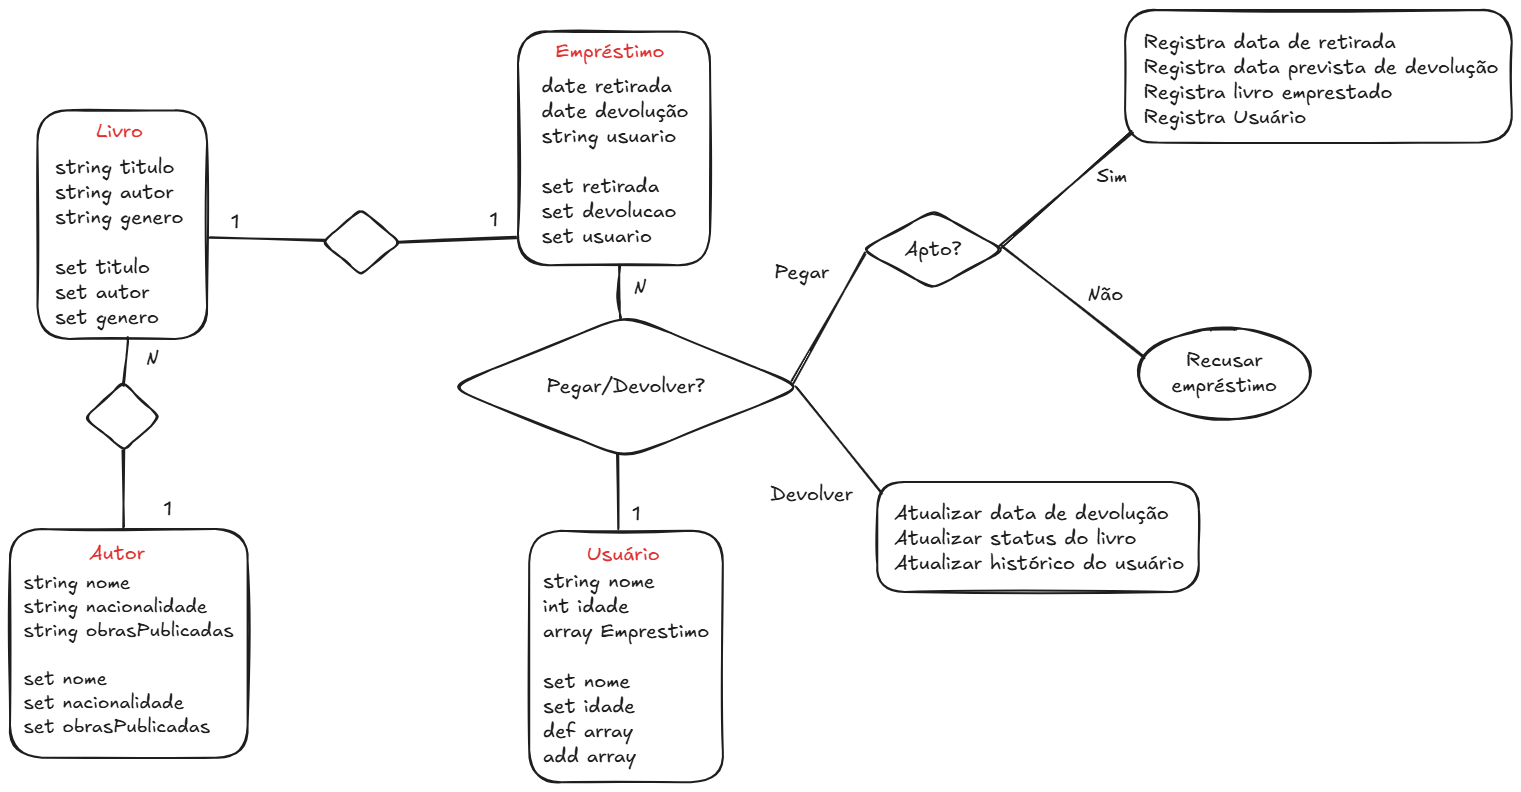 Livro
string titulo
string autor
string genero
set titulo
set autor
set genero
1
1
N
1
Autor
string nome
string nacionalidade
string obrasPublicadas
set nome
set nacionalidade
set obrasPublicadas
Empréstimo
date retirada
date devolução
string usuario
set retirada
set devolucao
set usuario
N
Pegar/Devolver?
1
Usuário
string nome
int idade
array Emprestimo
set nome
set idade
def array
add array
Pegar
Apto?
Sim
Registra data de retirada
Registra data prevista de devolução
Registra livro emprestado
Registra Usuário
Não
Recusar
empréstimo
Devolver
Atualizar data de devolução
Atualizar status do livro
Atualizar histórico do usuário